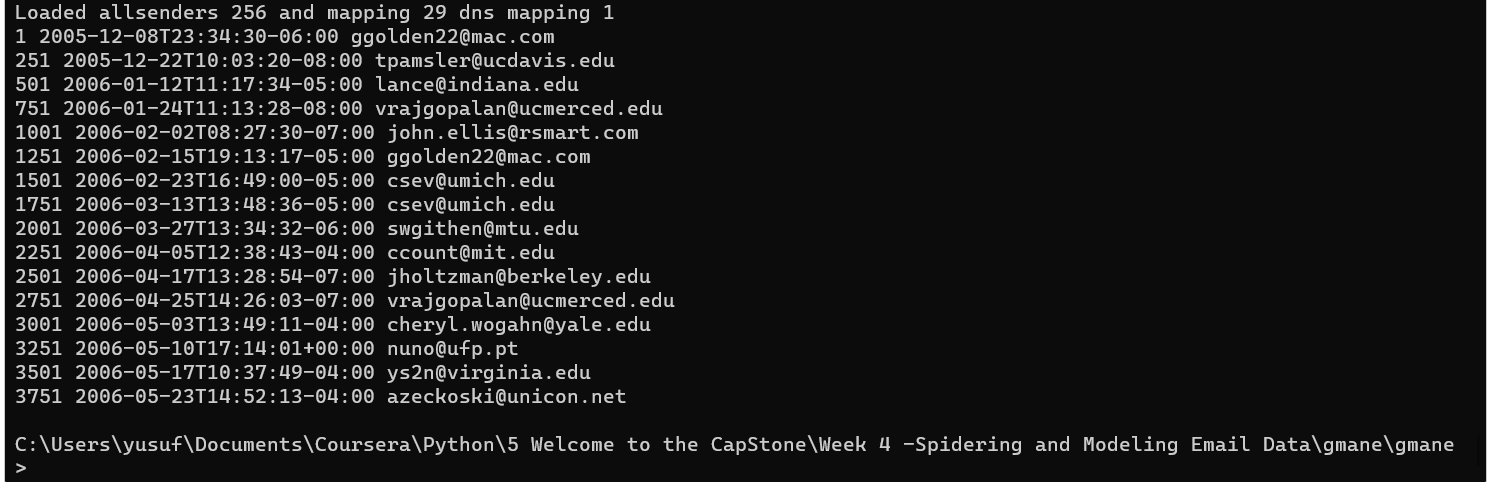 Loaded allsenders 256 and mapping 29 dns mapping 1
1 2005-12-08T23:34:30-06:00 ggolden22@mac.com
251 2005-12-22T10:03:20-08:00 tpamsler@ucdavis.edu
501 2006-01-12T11:17:34-05:00 lance@indiana.edu
751 2006-01-24T11:13:28-08:00 vrajgopalan@ucmerced.edu
1001 2006-02-02T08:27:30-07:00 john.ellis@rsmart.com
1251 2006-02-15T19:13:17-05:00 ggolden22@mac.com
1501 2006-02-23T16:49:00-05:00 csev@umich.edu
1751 2006-03-13T13:48:36-05:00 csev@umich.edu
2001 2006-03-27T13:34:32-06:00 swgithen@mtu.edu
2251 2006-04-05T12:38:43-04:00 ccount@mit.edu
2501 2006-04-17T13:28:54-07:00 jholtzman@berkeley.edu
2751 2006-04-25T14:26:03-07:00 vrajgopalan@ucmerced.edu
3001 2006-05-03T13:49:11-04:00 cheryl.wogahn@yale.edu
3251 2006-05-10T17:14:01+00:00 nuno@ufp.pt
3501 2006-05-17T10:37:49-04:00 ys2n@virginia.edu
3751 2006-05-23T14:52:13-04:00 azeckoski@unicon.net
C:\Users\yusuf\Documents\Coursera\Python\5 Welcome to the CapStone\Week 4 -Spidering and Modeling Email Data\gmane\gmane
>